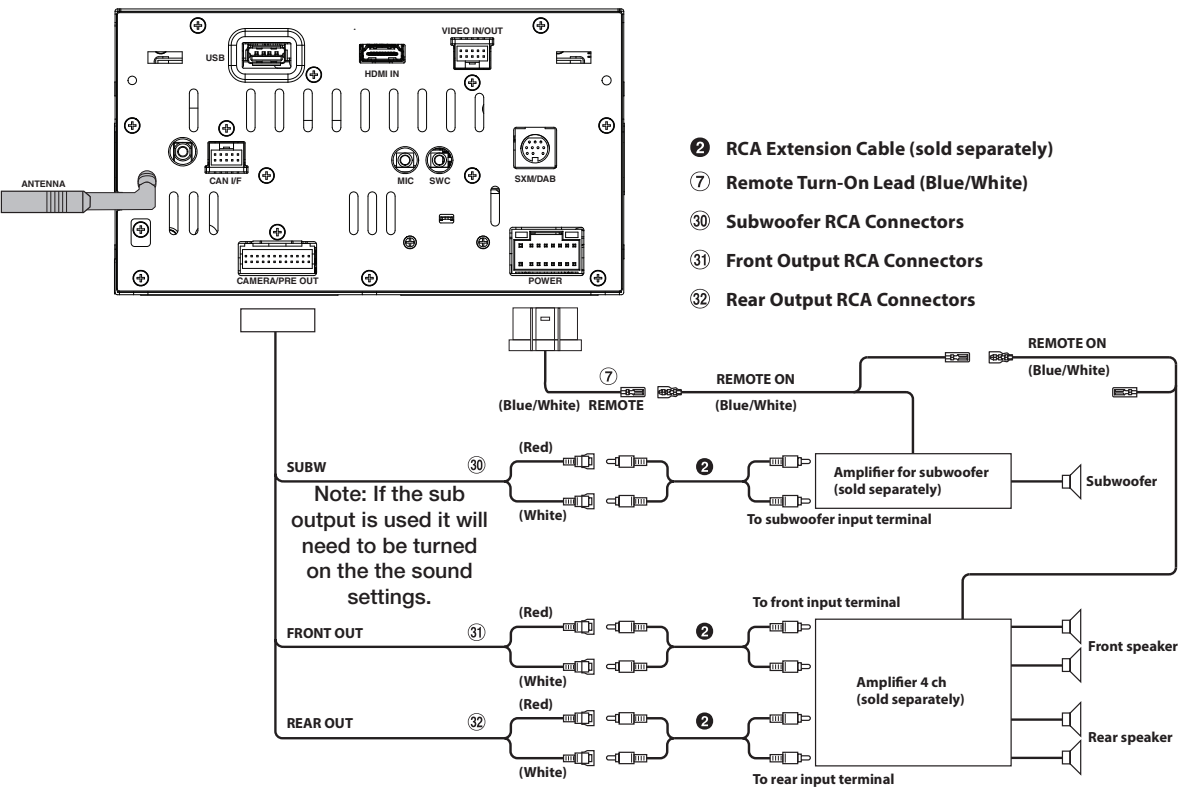 USB
HDMI IN
VIDEO IN/OUT
ANTENNA
CAN I/F
MIC
SWC
SXM/DAB
CAMERA/PRE OUT
POWER
❷ RCA Extension Cable (sold separately)
⑦ Remote Turn-On Lead (Blue/White)
㉚ Subwoofer RCA Connectors
㉛ Front Output RCA Connectors
㉜ Rear Output RCA Connectors
⑦
(Blue/White) REMOTE
REMOTE ON
(Blue/White)
REMOTE ON
(Blue/White)
SUBW
㉚
(Red)
(White)
❷
Amplifier for subwoofer
(sold separately)
To subwoofer input terminal
Subwoofer
Note: If the sub
output is used it will
need to be turned
on the the sound
settings.
FRONT OUT
㉛
(Red)
(White)
❷
To front input terminal
Front speaker
Amplifier 4 ch
(sold separately)
REAR OUT
㉜
(Red)
(White)
❷
To rear input terminal
Rear speaker